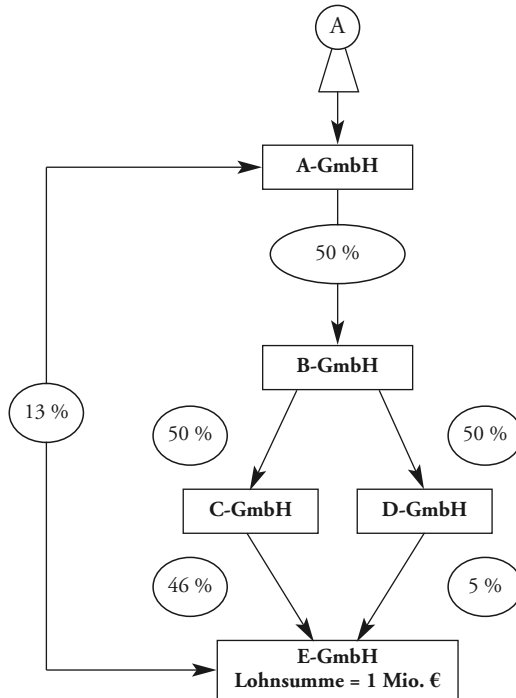 A
A-GmbH
50 %
B-GmbH
13 %
50 %
50 %
C-GmbH
D-GmbH
46 %
5 %
E-GmbH
Lohnsumme = 1 Mio. €